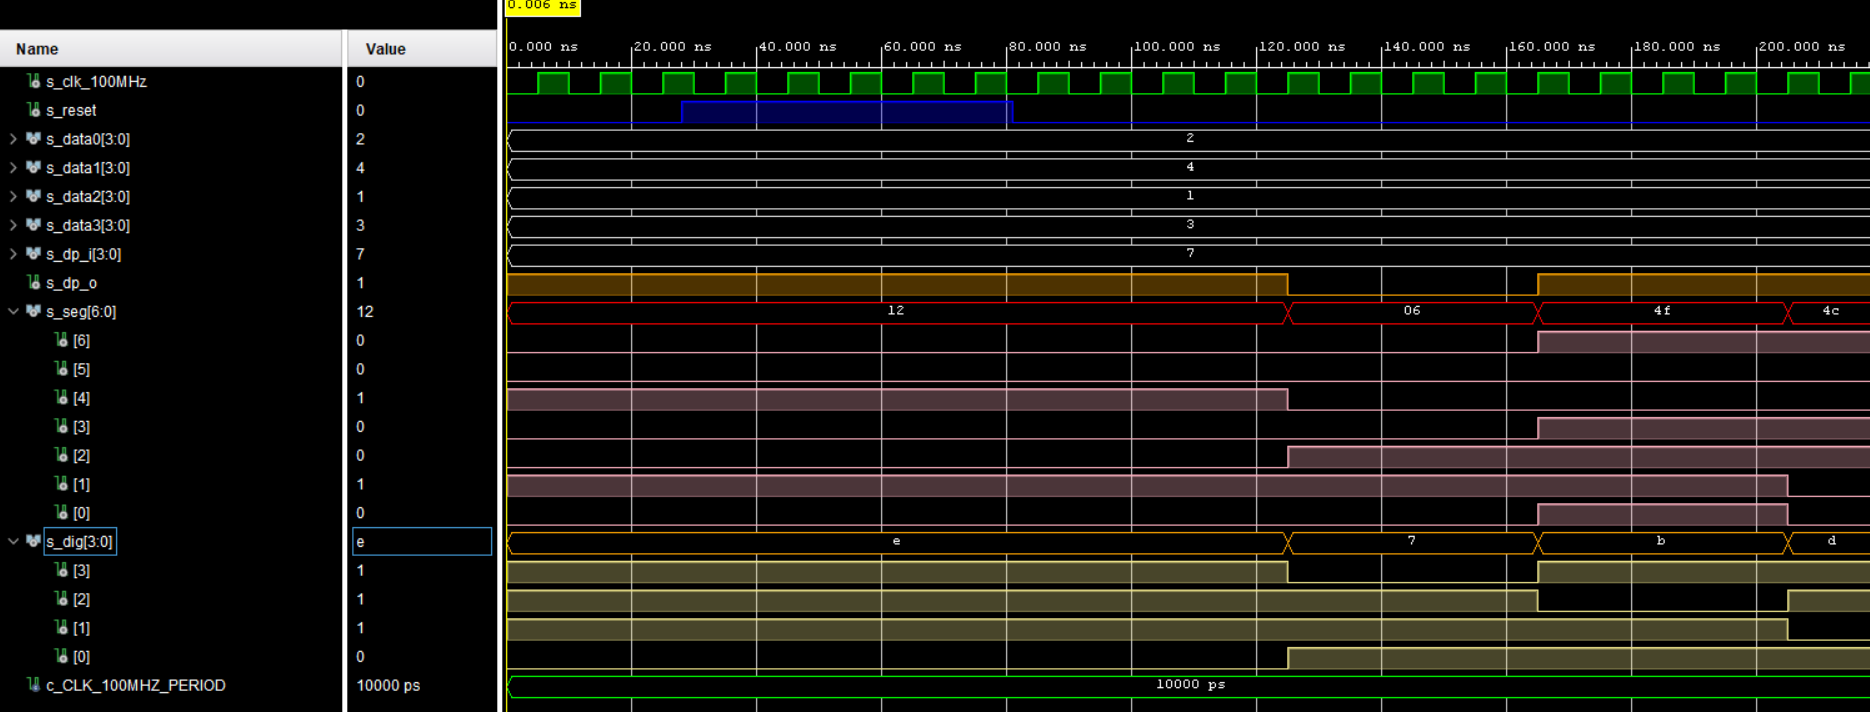 0.006 ns
Name Value
0.000 ns 20.000 ns 40.000 ns 60.000 ns 80.000 ns 100.000 ns 120.000 ns 140.000 ns 160.000 ns 180.000 ns 200.000 ns
s_clk_100MHz 0
s_reset 0
s_data0[3:0] 2 2
s_data1[3:0] 4 4
s_data2[3:0] 1 1
s_data3[3:0] 3 3
s_dp_i[3:0] 7 7
s_dp_o 1
s_seg[6:0] 12 12 06 4f 4c
[6] 0
[5] 0
[4] 1
[3] 0
[2] 0
[1] 1
[0] 0
s_dig[3:0] e e 7 b d
[3] 1
[2] 1
[1] 1
[0] 0
c_CLK_100MHZ_PERIOD 10000 ps 10000 ps